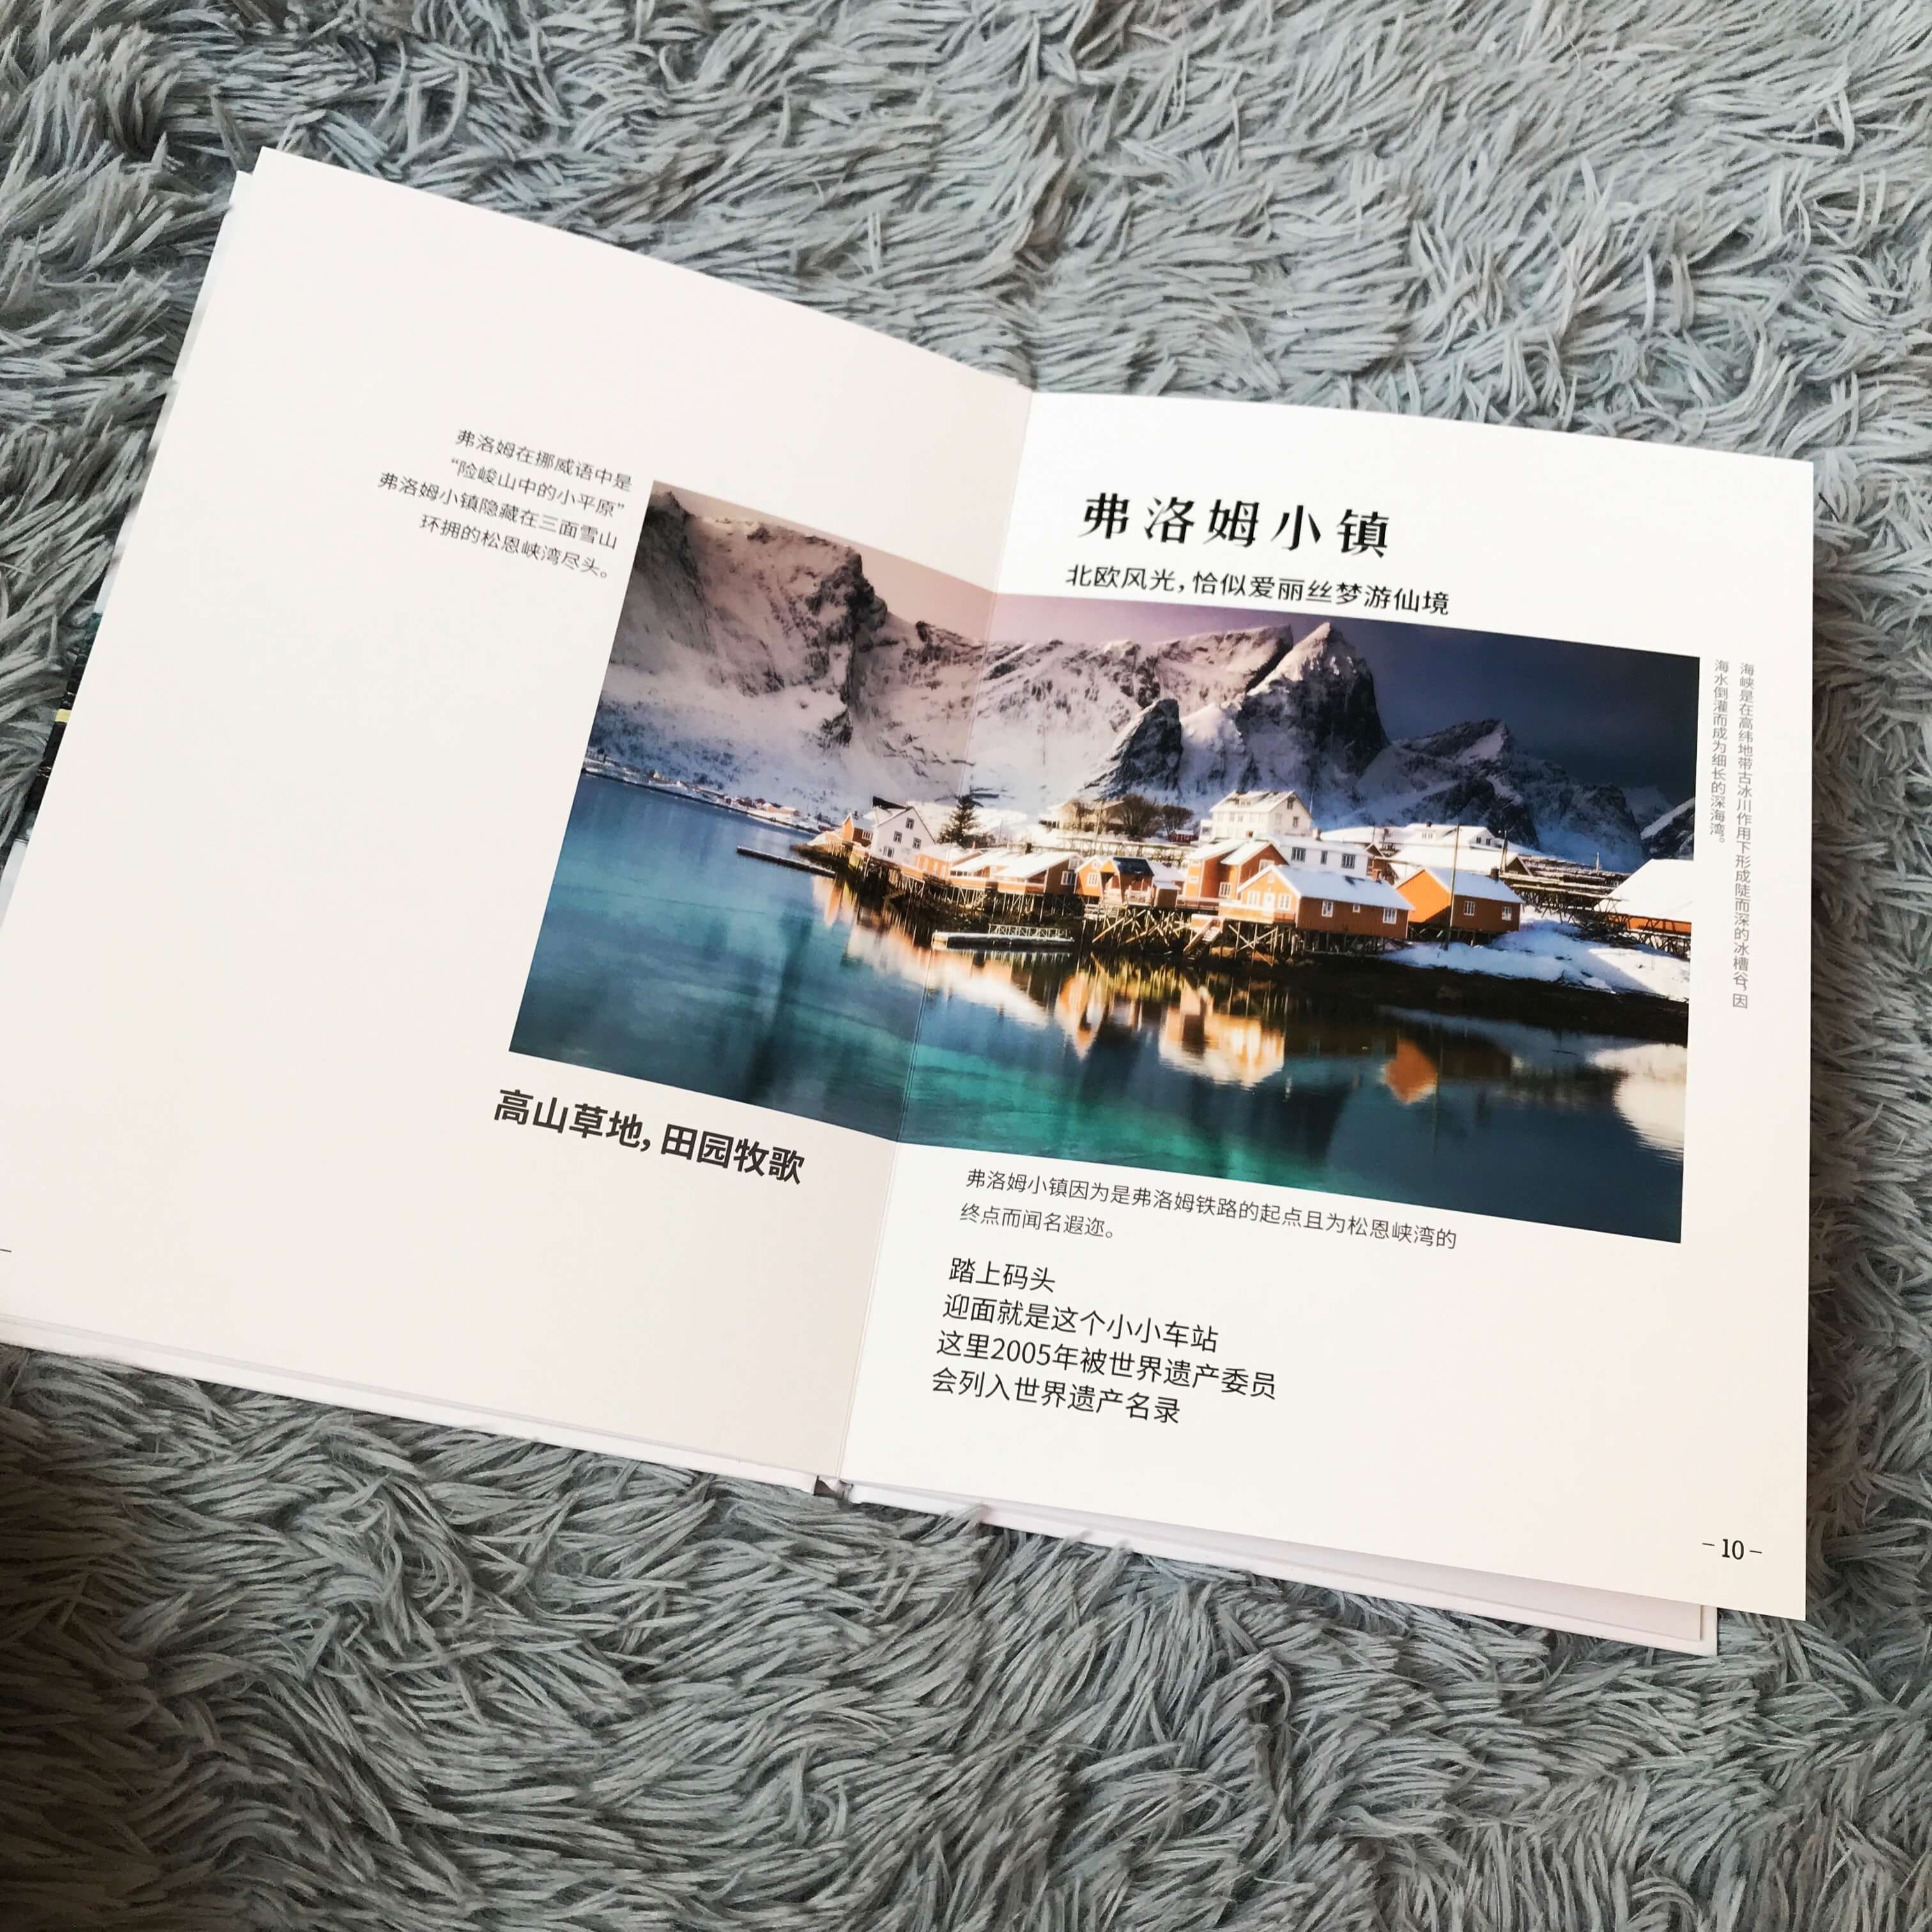 弗洛姆在挪威语中是
“险峻山中的小平原”
弗洛姆小镇隐藏在三面雪山
环拥的松恩峡湾尽头。
高山草地，田园牧歌
弗洛姆小镇
北欧风光，恰似爱丽丝梦游仙境
海峡是在高纬地带古冰川作用下形成陡而深的冰槽谷，因
海水倒灌而成为细长的深海湾。
弗洛姆小镇因为是弗洛姆铁路的起点且为松恩峡湾的
终点而闻名遐迩。
踏上码头
迎面就是这个小小车站
这里2005年被世界遗产委员
会列入世界遗产名录
- 10 -